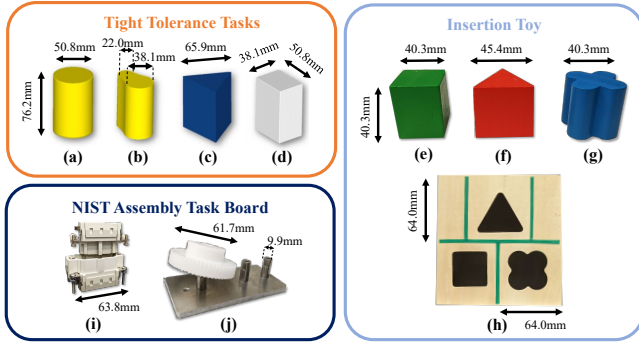 Tight Tolerance Tasks
50.8mm
22.0mm
38.1mm
65.9mm
38.1mm
50.8mm
76.2mm
(a)
(b)
(c)
(d)
NIST Assembly Task Board
61.7mm
9.9mm
63.8mm
(i)
(j)
Insertion Toy
40.3mm
45.4mm
40.3mm
40.3mm
(e)
(f)
(g)
64.0mm
64.0mm
(h)